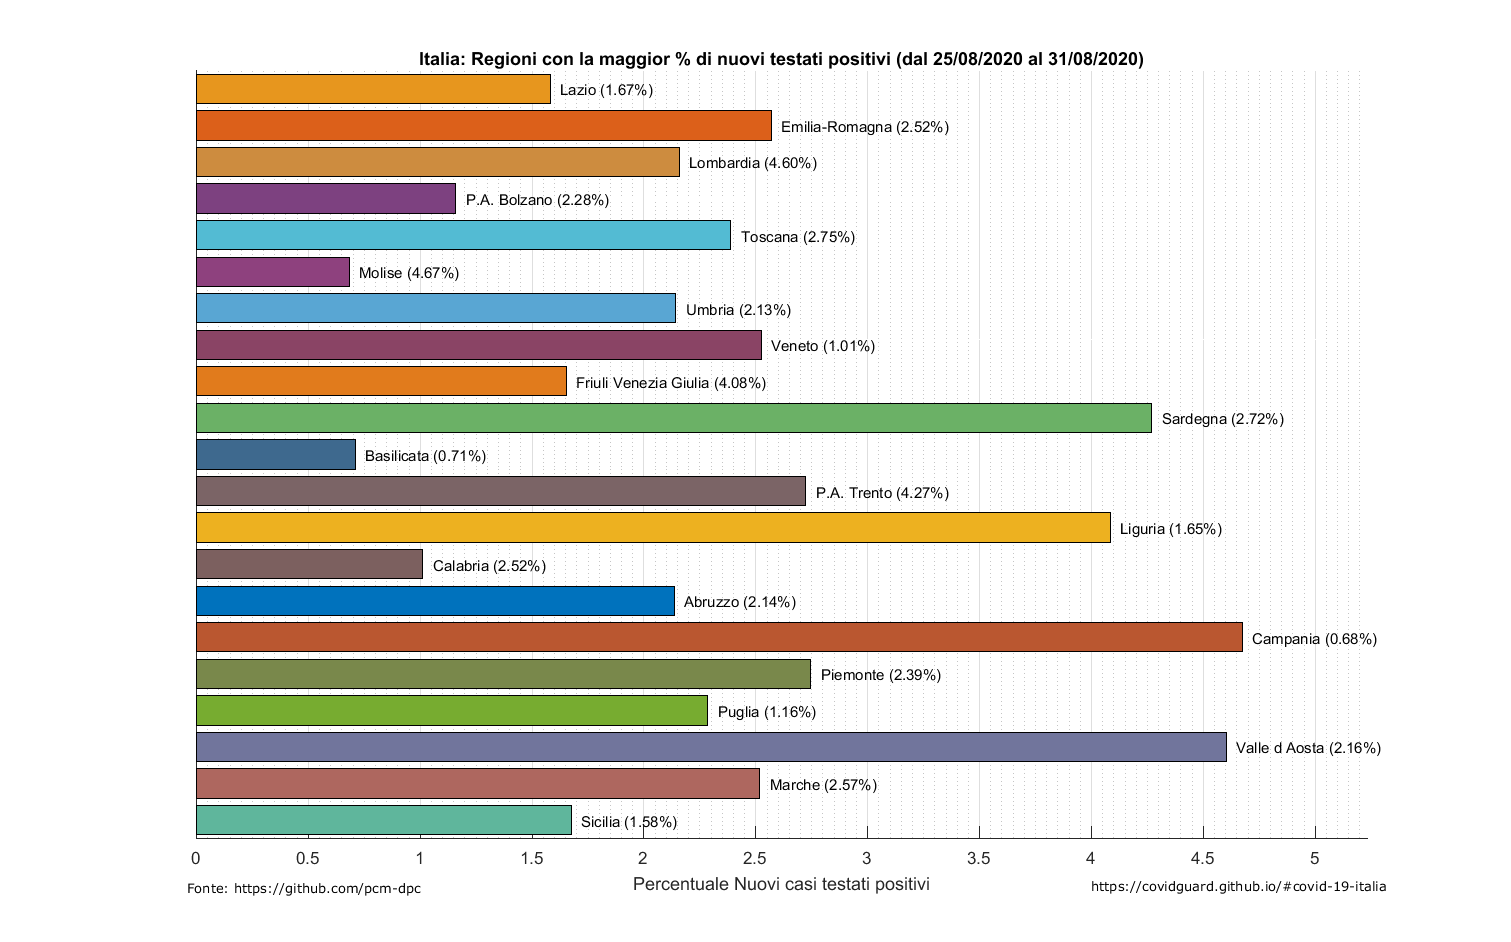 Italia: Regioni con la maggior % di nuovi testati positivi (dal 25/08/2020 al 31/08/2020)
Lazio (1.67%)
Emilia-Romagna (2.52%)
Lombardia (4.60%)
P.A. Bolzano (2.28%)
Toscana (2.75%)
Molise (4.67%)
Umbria (2.13%)
Veneto (1.01%)
Friuli Venezia Giulia (4.08%)
Sardegna (2.72%)
Basilicata (0.71%)
P.A. Trento (4.27%)
Liguria (1.65%)
Calabria (2.52%)
Abruzzo (2.14%)
Campania (0.68%)
Piemonte (2.39%)
Puglia (1.16%)
Valle d Aosta (2.16%)
Marche (2.57%)
Sicilia (1.58%)
0 0.5 1 1.5 2 2.5 3 3.5 4 4.5 5
Percentuale Nuovi casi testati positivi
Fonte: https://github.com/pcm-dpc
https://covidguard.github.io/#covid-19-italia